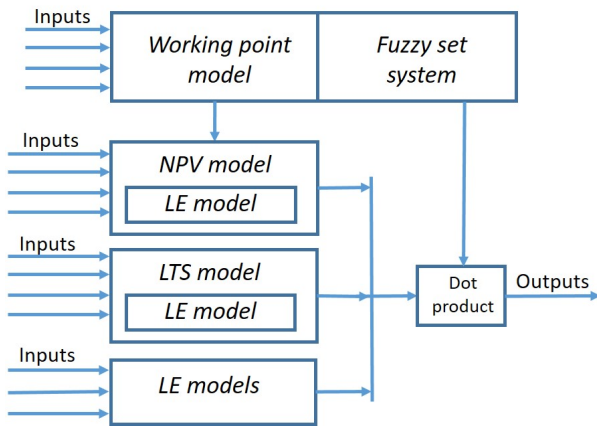 Inputs
Working point
model
Fuzzy set
system
Inputs
NPV model
LE model
Inputs
LTS model
LE model
Dot
product
Outputs
Inputs
LE models